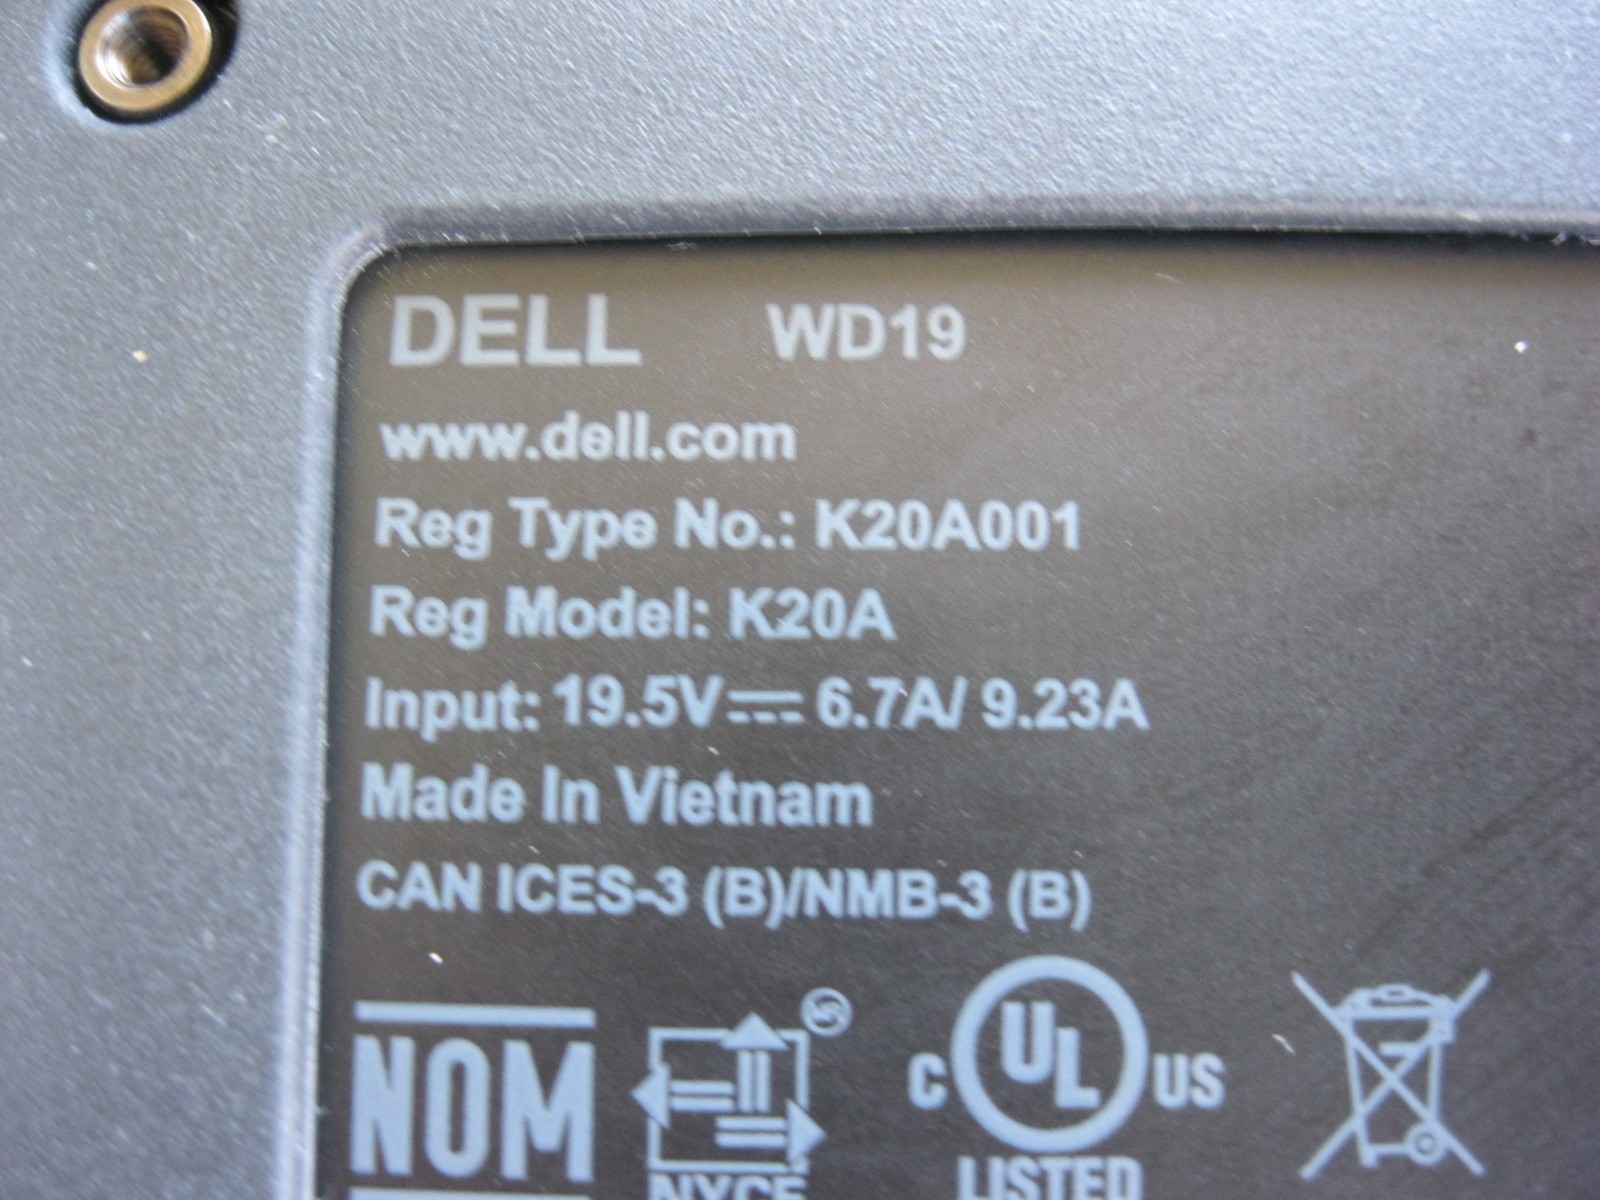 DELL WD19
www.dell.com
Reg Type No.: K20A001
Reg Model: K20A
Input: 19.5V⎓ 6.7A/ 9.23A
Made In Vietnam
CAN ICES-3 (B)/NMB-3 (B)
NOM
NYCE
C UL US
LISTED